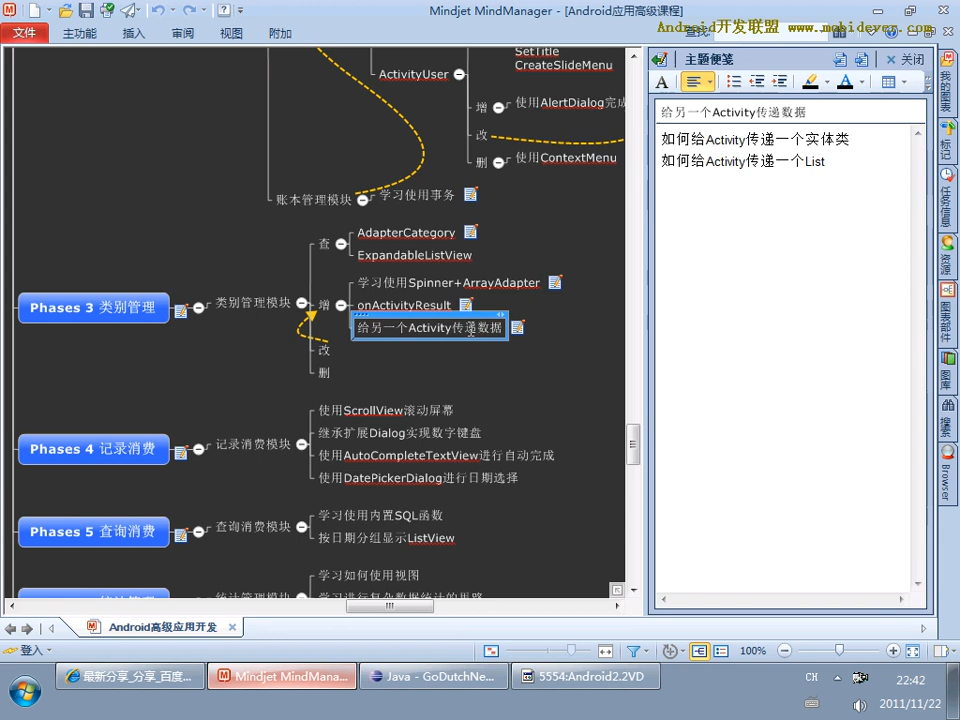 Mindjet MindManager - [Android应用高级课程]
Android开发联盟 www.mobidever.com
文件
主功能
插入
审阅
视图
附加
SetTitle
CreateSlideMenu
ActivityUser
增
使用AlertDialog完成
改
删
使用ContextMenu
账本管理模块
学习使用事务
查
AdapterCategory
ExpandableListView
学习使用Spinner+ArrayAdapter
Phases 3 类别管理
类别管理模块
增
onActivityResult
给另一个Activity传递数据
改
删
使用ScrollView滚动屏幕
继承扩展Dialog实现数字键盘
Phases 4 记录消费
记录消费模块
使用AutoCompleteTextView进行自动完成
使用DatePickerDialog进行日期选择
学习使用内置SQL函数
Phases 5 查询消费
查询消费模块
按日期分组显示ListView
学习如何使用视图
主题便笺
关闭
给另一个Activity传递数据
如何给Activity传递一个实体类
如何给Activity传递一个List
我的图表
标记
任务信息
资源
图表部件
图库
搜索
Browser
Android高级应用开发
登入
100%
最新分享_分享_百度...
Mindjet MindMana...
Java - GoDutchNe...
5554:Android2.2VD
CH
22:42
2011/11/22